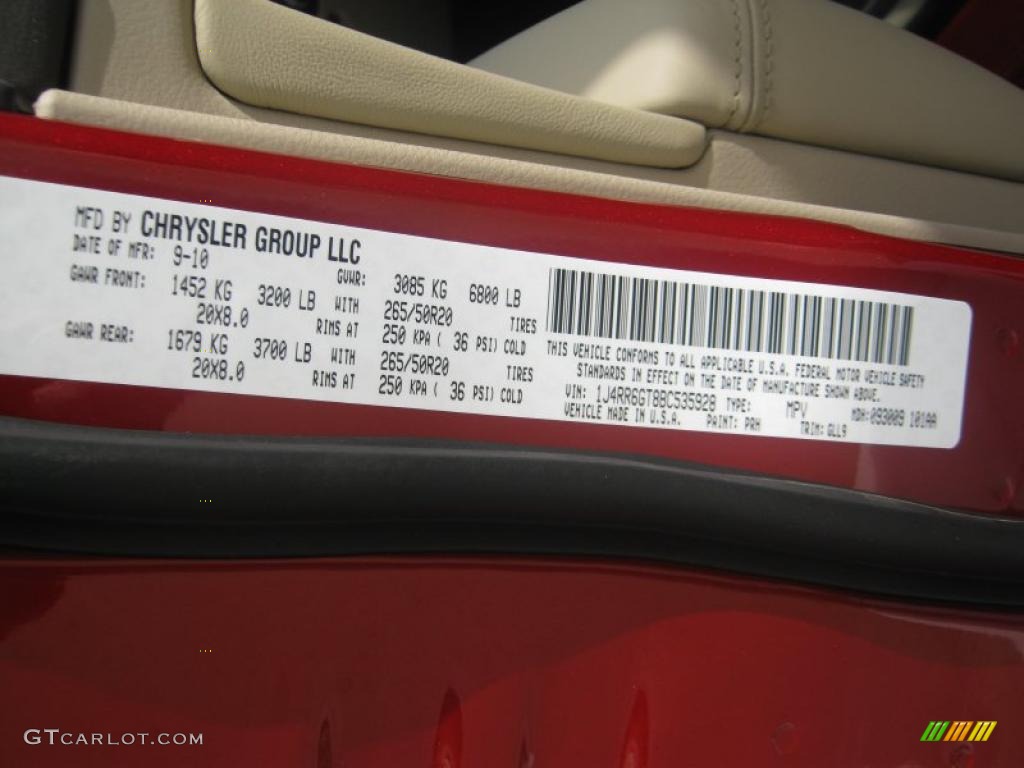 MFD BY CHRYSLER GROUP LLC
DATE OF MFR: 9-10 GVWR: 3085 KG 6800 LB
GAWR FRONT: 1452 KG 3200 LB WITH 265/50R20 TIRES
20X8.0 RIMS AT 250 KPA ( 36 PSI) COLD
GAWR REAR: 1679 KG 3700 LB WITH 265/50R20 TIRES
20X8.0 RIMS AT 250 KPA ( 36 PSI) COLD
THIS VEHICLE CONFORMS TO ALL APPLICABLE U.S.A. FEDERAL MOTOR VEHICLE SAFETY
STANDARDS IN EFFECT ON THE DATE OF MANUFACTURE SHOWN ABOVE.
VIN: 1J4RR6GT8BC535928 TYPE: MPV MDH:093009 101AA
VEHICLE MADE IN U.S.A. PAINT: PRM TRIM: GLL9
GTCARLOT.COM